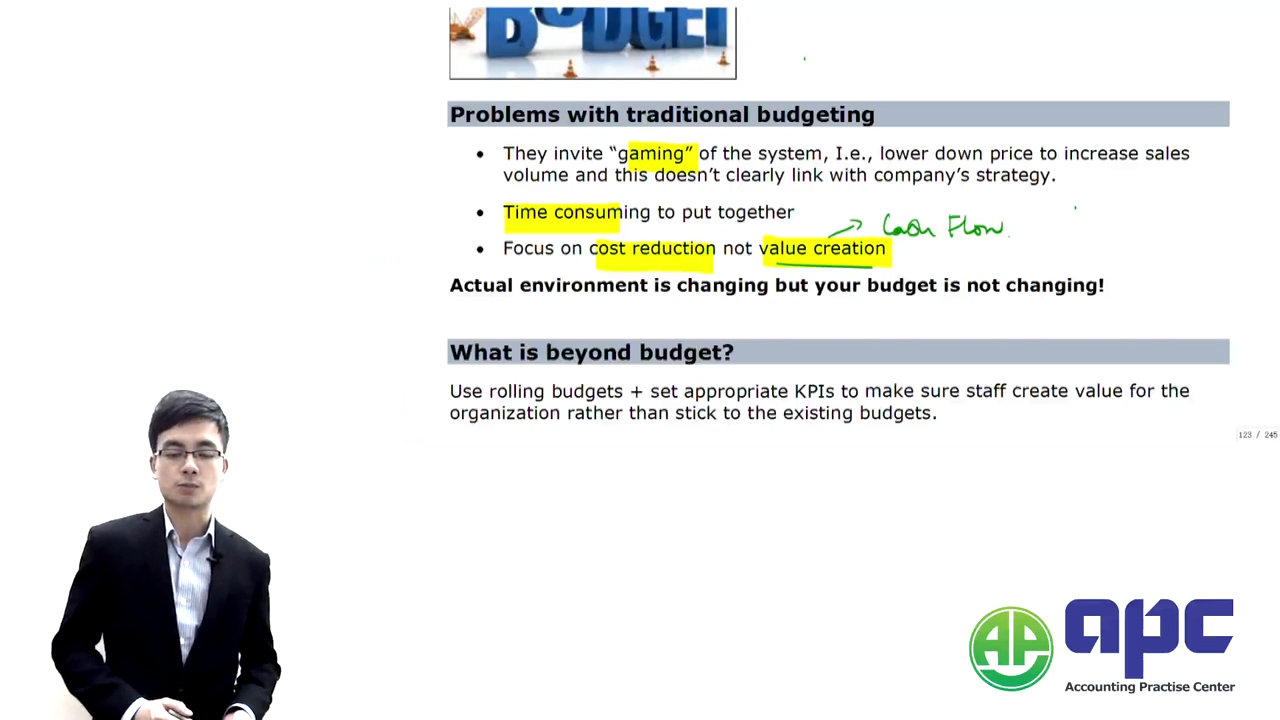 BUDGET
Problems with traditional budgeting
• They invite “gaming” of the system, I.e., lower down price to increase sales
volume and this doesn’t clearly link with company’s strategy.
• Time consuming to put together
Cash Flow
• Focus on cost reduction not value creation
Actual environment is changing but your budget is not changing!
What is beyond budget?
Use rolling budgets + set appropriate KPIs to make sure staff create value for the
organization rather than stick to the existing budgets.
123 / 245
AP
apc
Accounting Practise Center